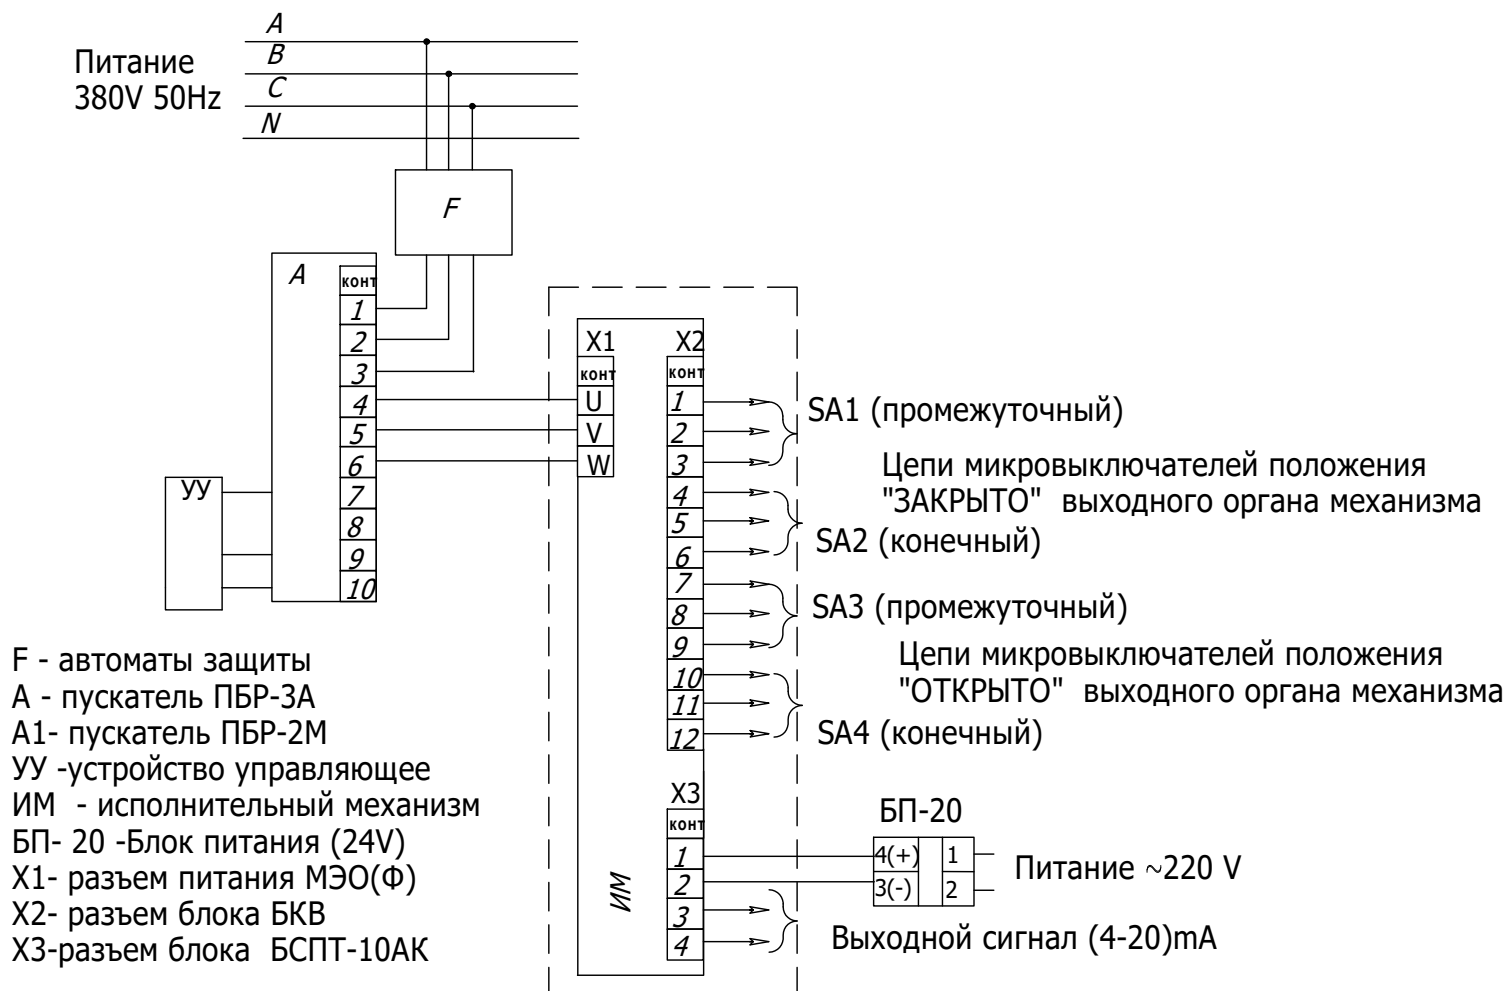 A
B
C
N
Питание
380V 50Hz
F
A
конт
1
2
3
4
5
6
7
8
9
10
УУ
X1
конт
U
V
W
X2
конт
1
2
3
4
5
6
7
8
9
10
11
12
SA1 (промежуточный)
Цепи микровыключателей положения
"ЗАКРЫТО" выходного органа механизма
SA2 (конечный)
SA3 (промежуточный)
Цепи микровыключателей положения
"ОТКРЫТО" выходного органа механизма
SA4 (конечный)
X3
конт
1
2
3
4
ИМ
БП-20
4(+)
3(-)
1
2
Питание ~220 V
Выходной сигнал (4-20)mA
F - автоматы защиты
А - пускатель ПБР-3А
А1- пускатель ПБР-2М
УУ -устройство управляющее
ИМ - исполнительный механизм
БП- 20 -Блок питания (24V)
X1- разъем питания МЭО(Ф)
X2- разъем блока БКВ
X3-разъем блока БСПТ-10АК